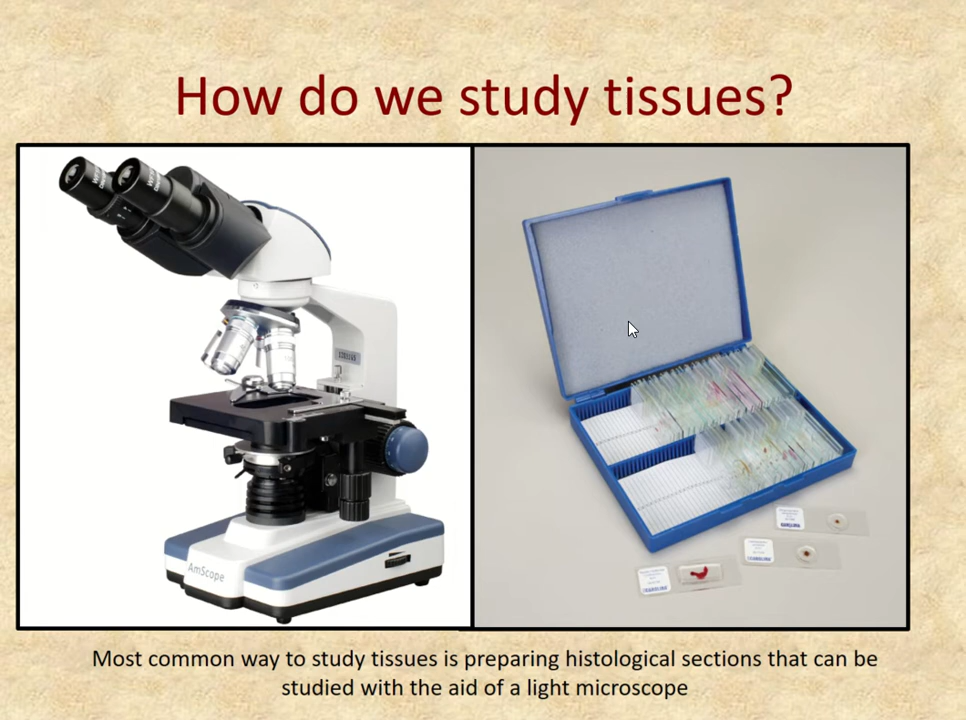 How do we study tissues?
AmScope
Most common way to study tissues is preparing histological sections that can be
studied with the aid of a light microscope